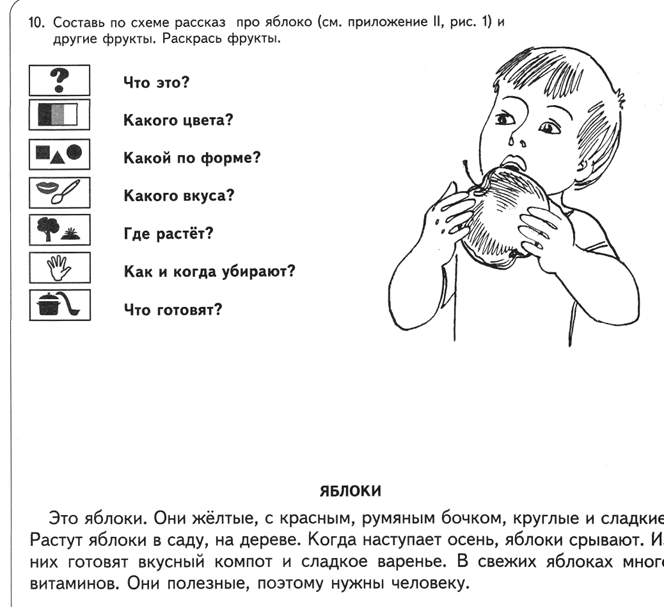 10. Составь по схеме рассказ про яблоко (см. приложение II, рис. 1) и
другие фрукты. Раскрась фрукты.
?
Что это?
Какого цвета?
Какой по форме?
Какого вкуса?
Где растёт?
Как и когда убирают?
Что готовят?
ЯБЛОКИ
Это яблоки. Они жёлтые, с красным, румяным бочком, круглые и сладкие
Растут яблоки в саду, на дереве. Когда наступает осень, яблоки срывают. И
них готовят вкусный компот и сладкое варенье. В свежих яблоках мног
витаминов. Они полезные, поэтому нужны человеку.